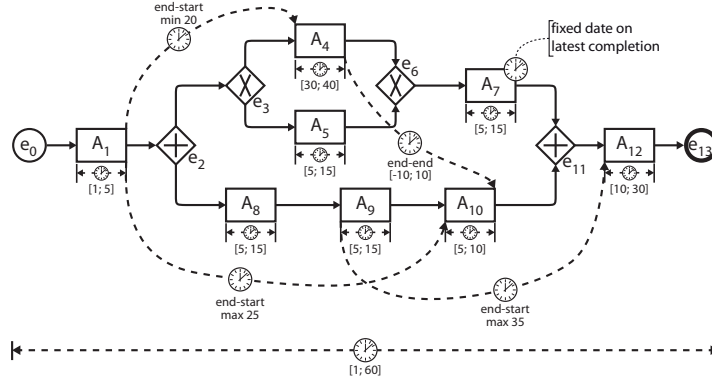 end-start
min 20
A4
[30; 40]
e3
A5
[5; 15]
e6
A7
[5; 15]
fixed date on
latest completion
e0
A1
[1; 5]
e2
end-end
[-10; 10]
e11
A12
[10; 30]
e13
A8
[5; 15]
A9
[5; 15]
A10
[5; 10]
end-start
max 25
end-start
max 35
[1; 60]